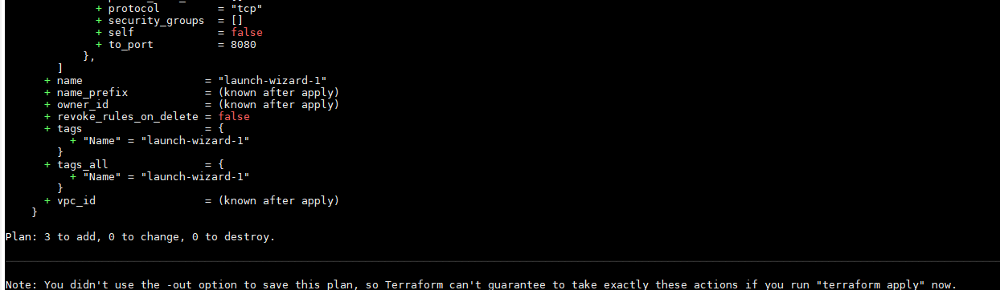 + protocol         = "tcp"
+ security_groups  = []
+ self             = false
+ to_port          = 8080
},
]
+ name                   = "launch-wizard-1"
+ name_prefix            = (known after apply)
+ owner_id               = (known after apply)
+ revoke_rules_on_delete = false
+ tags                   = {
+ "Name" = "launch-wizard-1"
}
+ tags_all               = {
+ "Name" = "launch-wizard-1"
}
+ vpc_id                 = (known after apply)
}
Plan: 3 to add, 0 to change, 0 to destroy.
Note: You didn't use the -out option to save this plan, so Terraform can't guarantee to take exactly these actions if you run "terraform apply" now.